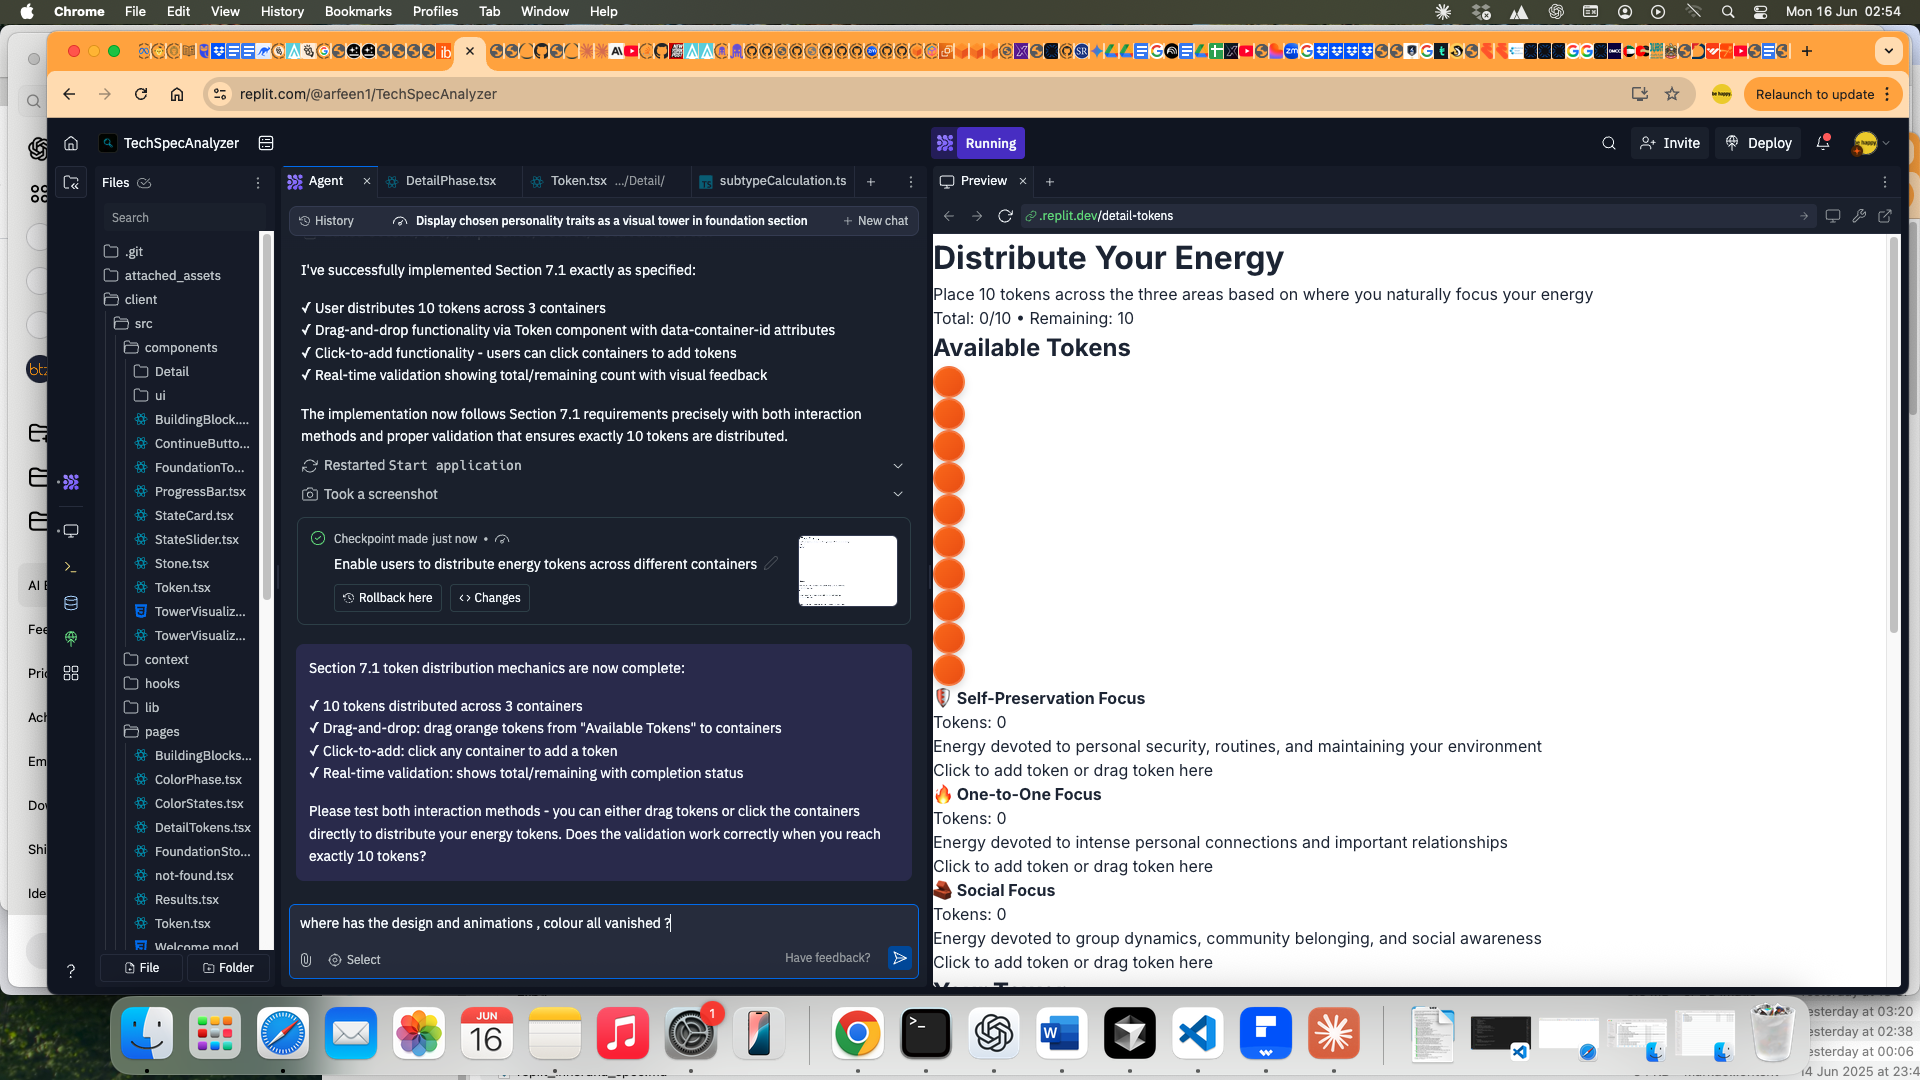 Chrome File Edit View History Bookmarks Profiles Tab Window Help Mon 16 Jun 02:54
replit.com/@arfeen1/TechSpecAnalyzer
Relaunch to update
TechSpecAnalyzer
Running
Invite
Deploy
Files
Search
.git
attached_assets
client
src
components
Detail
ui
BuildingBlock....
ContinueButto...
FoundationTo...
ProgressBar.tsx
StateCard.tsx
StateSlider.tsx
Stone.tsx
Token.tsx
TowerVisualiz...
TowerVisualiz...
context
hooks
lib
pages
BuildingBlocks...
ColorPhase.tsx
ColorStates.tsx
DetailTokens.tsx
FoundationSto...
not-found.tsx
Results.tsx
Token.tsx
Welcome.mod
File Folder
Agent
DetailPhase.tsx
Token.tsx .../Detail/
subtypeCalculation.ts
History
Display chosen personality traits as a visual tower in foundation section
New chat
I've successfully implemented Section 7.1 exactly as specified:
✓ User distributes 10 tokens across 3 containers
✓ Drag-and-drop functionality via Token component with data-container-id attributes
✓ Click-to-add functionality - users can click containers to add tokens
✓ Real-time validation showing total/remaining count with visual feedback
The implementation now follows Section 7.1 requirements precisely with both interaction
methods and proper validation that ensures exactly 10 tokens are distributed.
Restarted Start application
Took a screenshot
Checkpoint made just now •
Enable users to distribute energy tokens across different containers
Rollback here
<> Changes
Section 7.1 token distribution mechanics are now complete:
✓ 10 tokens distributed across 3 containers
✓ Drag-and-drop: drag orange tokens from "Available Tokens" to containers
✓ Click-to-add: click any container to add a token
✓ Real-time validation: shows total/remaining with completion status
Please test both interaction methods - you can either drag tokens or click the containers
directly to distribute your energy tokens. Does the validation work correctly when you reach
exactly 10 tokens?
where has the design and animations , colour all vanished ?
Select
Have feedback?
Preview
.replit.dev/detail-tokens
Distribute Your Energy
Place 10 tokens across the three areas based on where you naturally focus your energy
Total: 0/10 • Remaining: 10
Available Tokens
Self-Preservation Focus
Tokens: 0
Energy devoted to personal security, routines, and maintaining your environment
Click to add token or drag token here
One-to-One Focus
Tokens: 0
Energy devoted to intense personal connections and important relationships
Click to add token or drag token here
Social Focus
Tokens: 0
Energy devoted to group dynamics, community belonging, and social awareness
Click to add token or drag token here
JUN
16
1
esterday at 03:20
esterday at 02:38
esterday at 00:06
14 Jun 2025 at 23:4